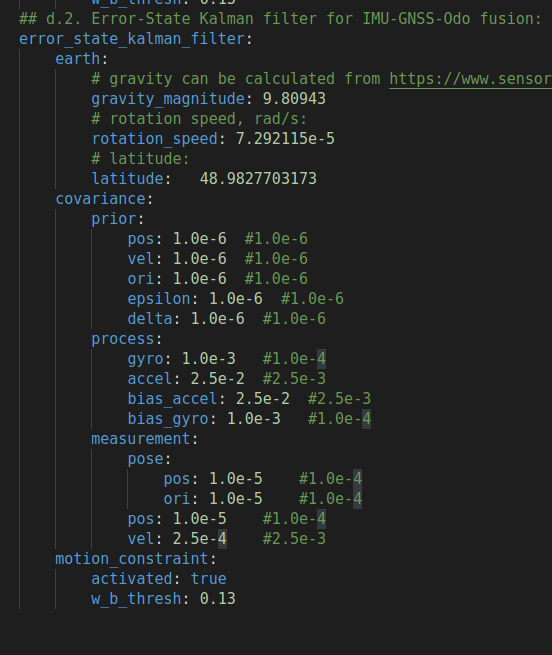 w_b_thresh: 0.13
## d.2. Error-State Kalman filter for IMU-GNSS-Odo fusion:
error_state_kalman_filter:
earth:
# gravity can be calculated from https://www.sensor
gravity_magnitude: 9.80943
# rotation speed, rad/s:
rotation_speed: 7.292115e-5
# latitude:
latitude:   48.9827703173
covariance:
prior:
pos: 1.0e-6  #1.0e-6
vel: 1.0e-6  #1.0e-6
ori: 1.0e-6  #1.0e-6
epsilon: 1.0e-6  #1.0e-6
delta: 1.0e-6  #1.0e-6
process:
gyro: 1.0e-3   #1.0e-4
accel: 2.5e-2  #2.5e-3
bias_accel: 2.5e-2  #2.5e-3
bias_gyro: 1.0e-3   #1.0e-4
measurement:
pose:
pos: 1.0e-5    #1.0e-4
ori: 1.0e-5    #1.0e-4
pos: 1.0e-5    #1.0e-4
vel: 2.5e-4    #2.5e-3
motion_constraint:
activated: true
w_b_thresh: 0.13